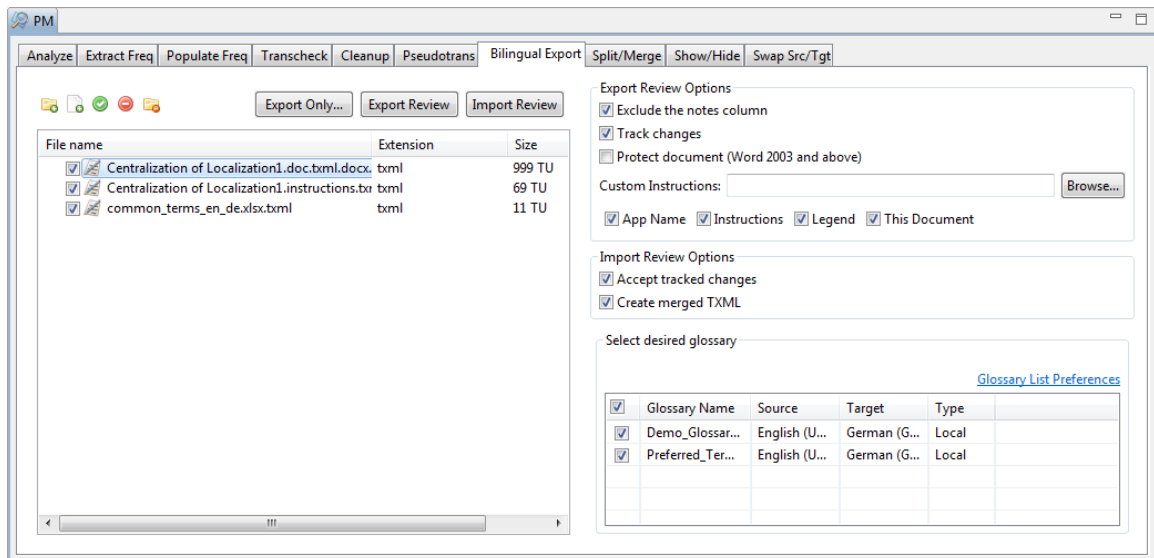 PM
Analyze Extract Freq Populate Freq Transcheck Cleanup Pseudotrans Bilingual Export Split/Merge Show/Hide Swap Src/Tgt
Export Only... Export Review Import Review
File name Extension Size
Centralization of Localization1.doc.txml.docx. txml 999 TU
Centralization of Localization1.instructions.txr txml 69 TU
common_terms_en_de.xlsx.txml txml 11 TU
Export Review Options
Exclude the notes column
Track changes
Protect document (Word 2003 and above)
Custom Instructions: Browse...
App Name Instructions Legend This Document
Import Review Options
Accept tracked changes
Create merged TXML
Select desired glossary
Glossary List Preferences
Glossary Name Source Target Type
Demo_Glossar... English (U... German (G... Local
Preferred_Ter... English (U... German (G... Local